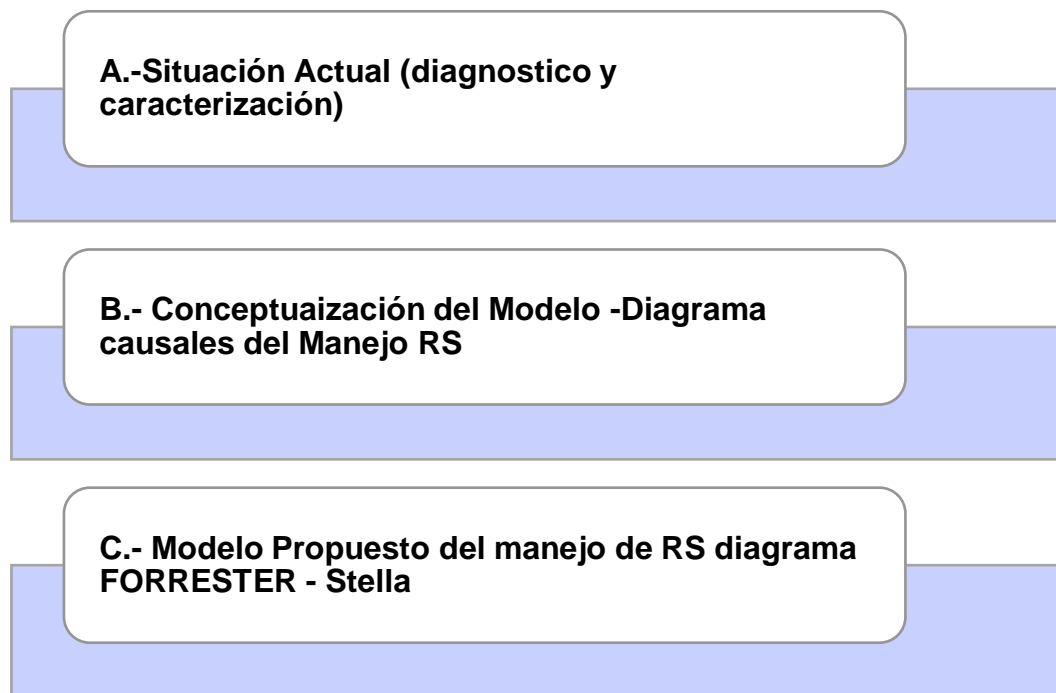 A.-Situación Actual (diagnostico y
caracterización)
B.- Conceptuaización del Modelo -Diagrama
causales del Manejo RS
C.- Modelo Propuesto del manejo de RS diagrama
FORRESTER - Stella